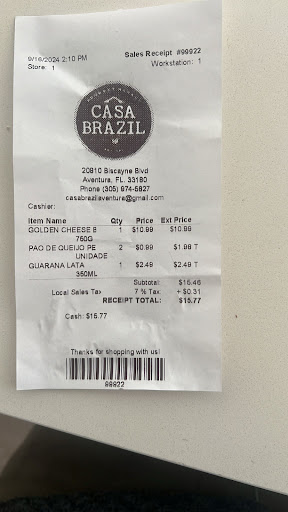 9/16/2024 2:10 PM
Sales Receipt #99922
Store: 1
Workstation: 1
CASA
BRAZIL
20810 Biscayne Blvd
Aventura, FL. 33180
Phone (305) 974-5827
casabrazilaventura@gmail.com
Cashier:
Item Name Qty Price Ext Price
GOLDEN CHEESE B 1 $10.99 $10.99
750G
PAO DE QUEIJO PE 2 $0.99 $1.98 T
UNIDADE
GUARANA LATA 1 $2.49 $2.49 T
350ML
Subtotal: $15.46
Local Sales Tax 7 % Tax + $0.31
RECEIPT TOTAL: $15.77
Cash: $15.77
Thanks for shopping with us!
99922